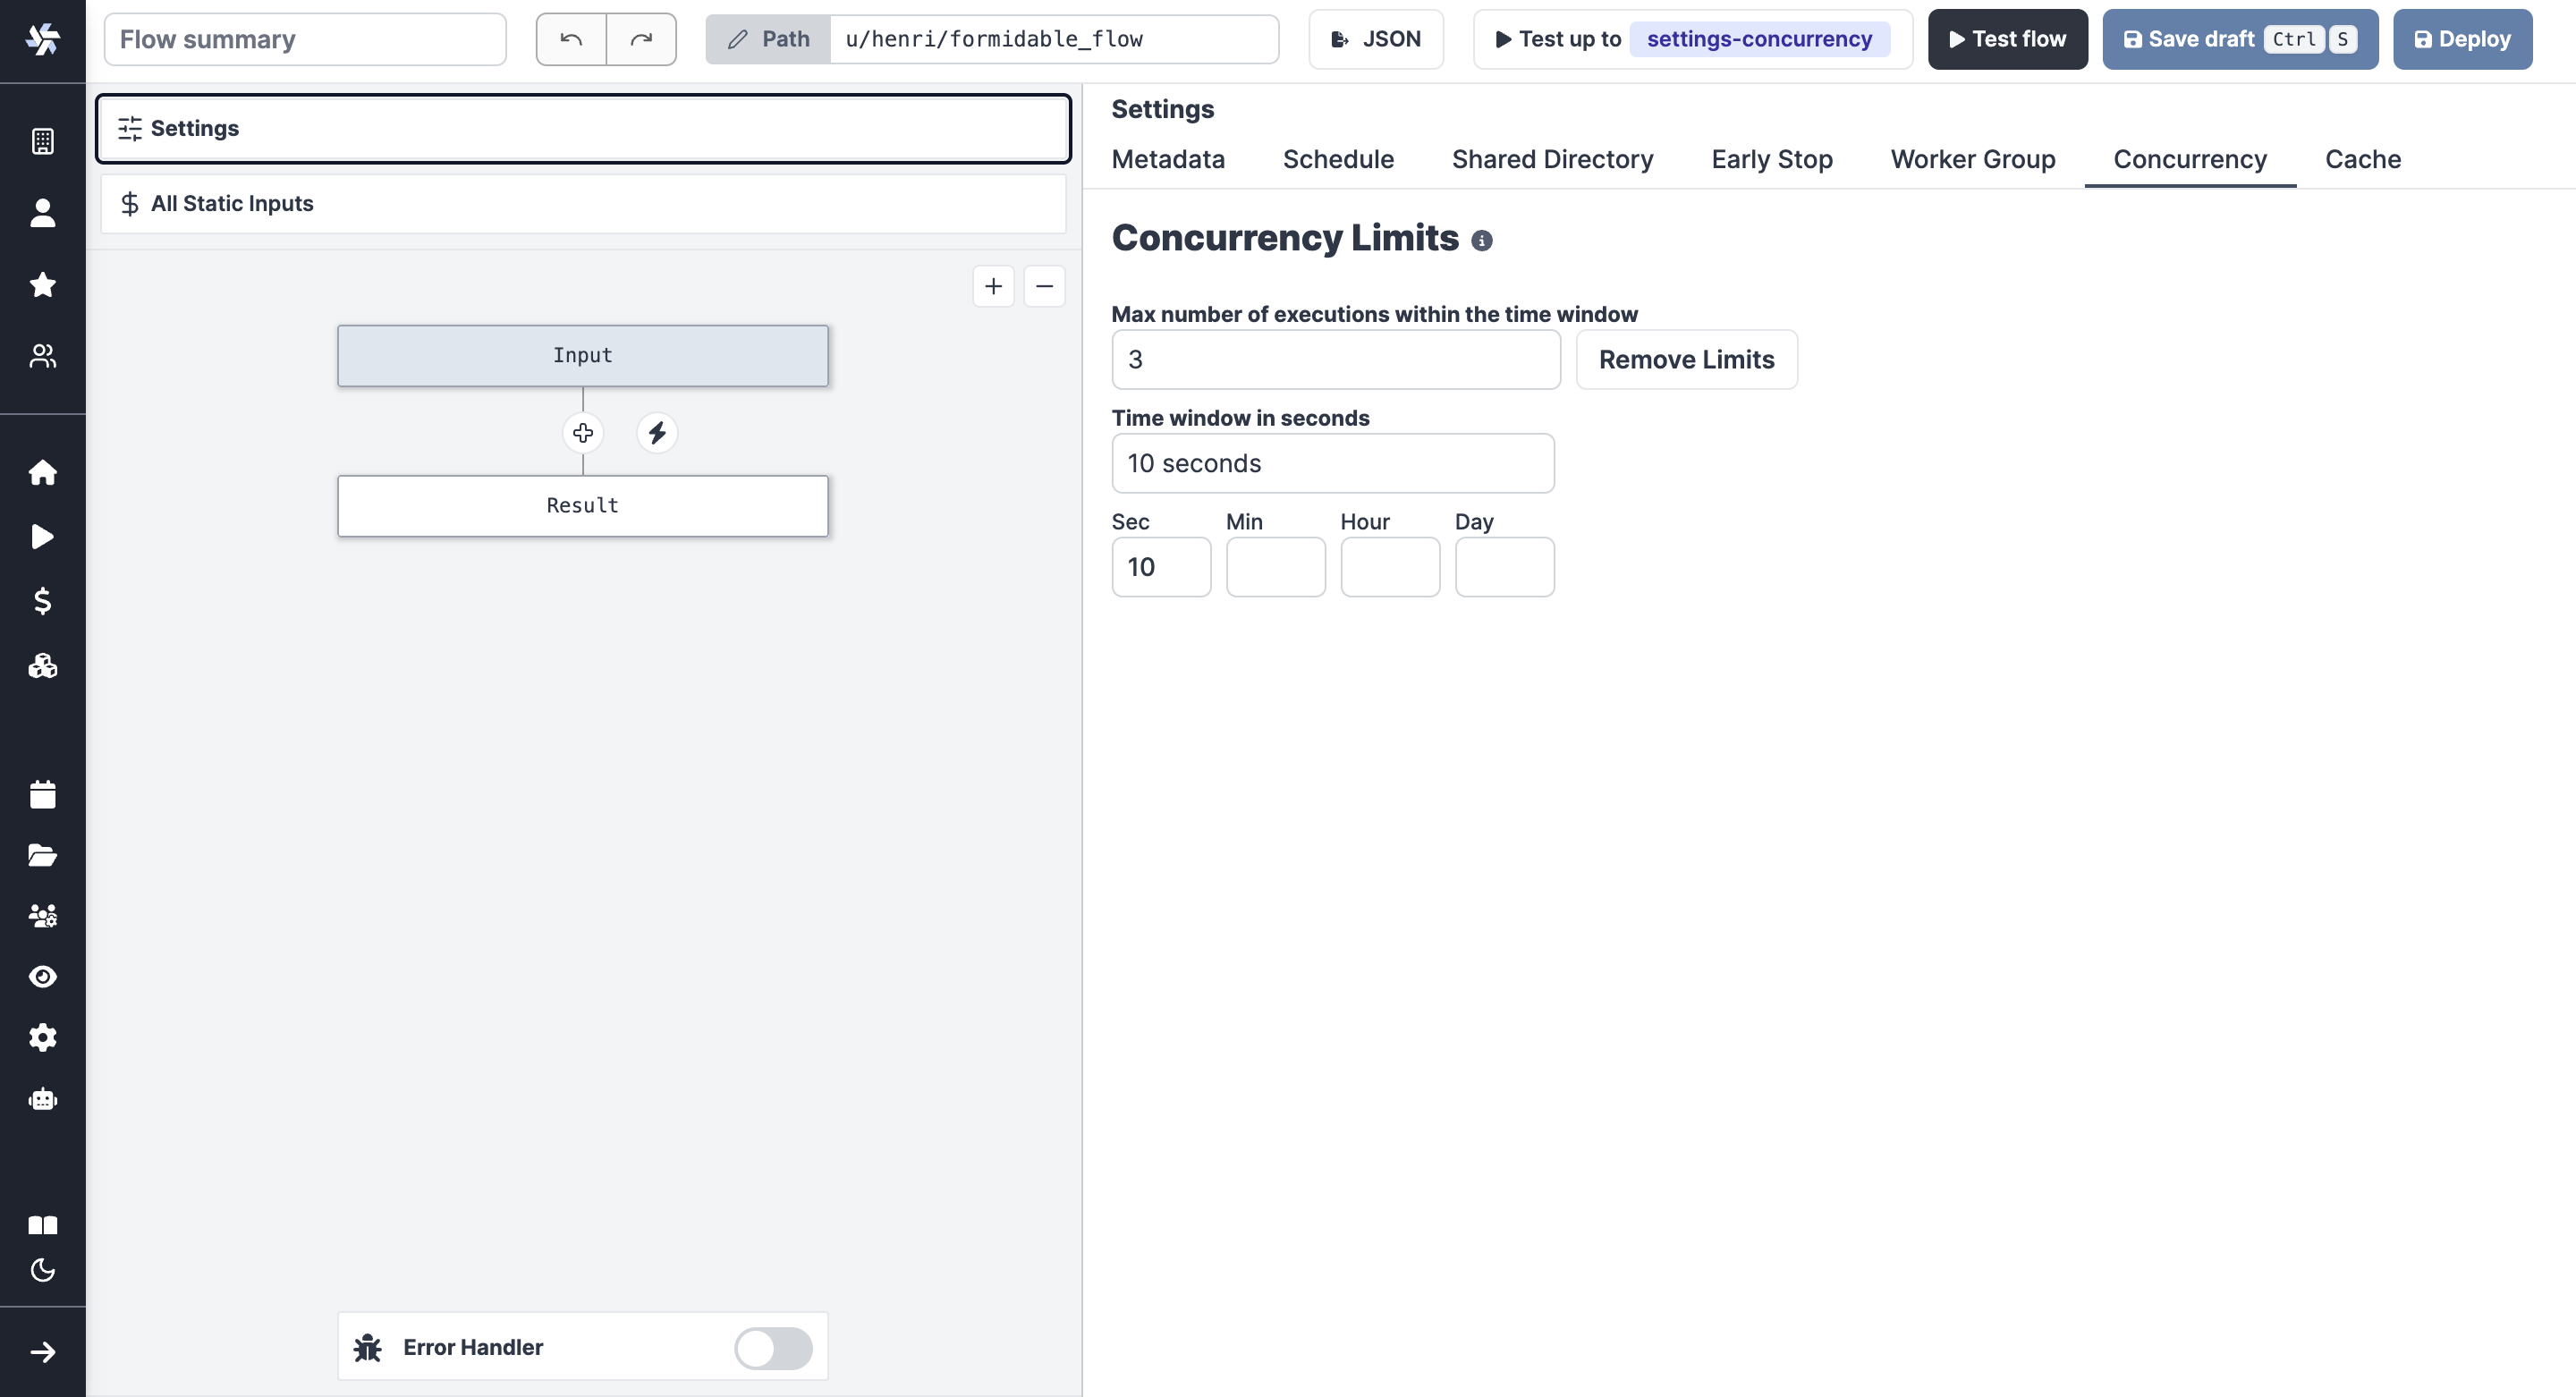 Flow summary
Path u/henri/formidable_flow
JSON
Test up to settings-concurrency
Test flow
Save draft Ctrl S
Deploy
Settings
All Static Inputs
Input
Result
Error Handler
Settings
Metadata Schedule Shared Directory Early Stop Worker Group Concurrency Cache
Concurrency Limits
Max number of executions within the time window
3 Remove Limits
Time window in seconds
10 seconds
Sec Min Hour Day
10